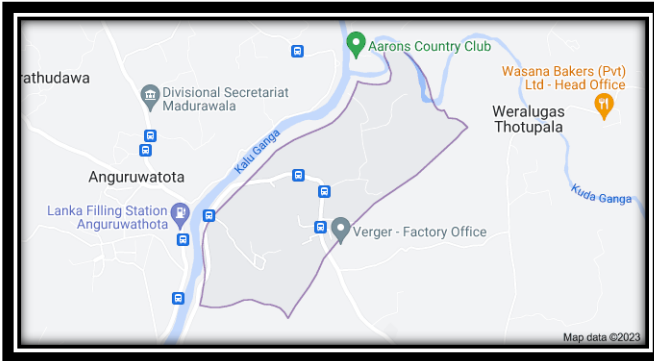 Aarons Country Club
rathudawa
Wasana Bakers (Pvt)
Ltd - Head Office
Divisional Secretariat
Madurawala
Weralugas
Thotupala
Kalu Ganga
Anguruwatota
Kuda Ganga
Lanka Filling Station
Anguruwathota
Verger - Factory Office
Map data ©2023